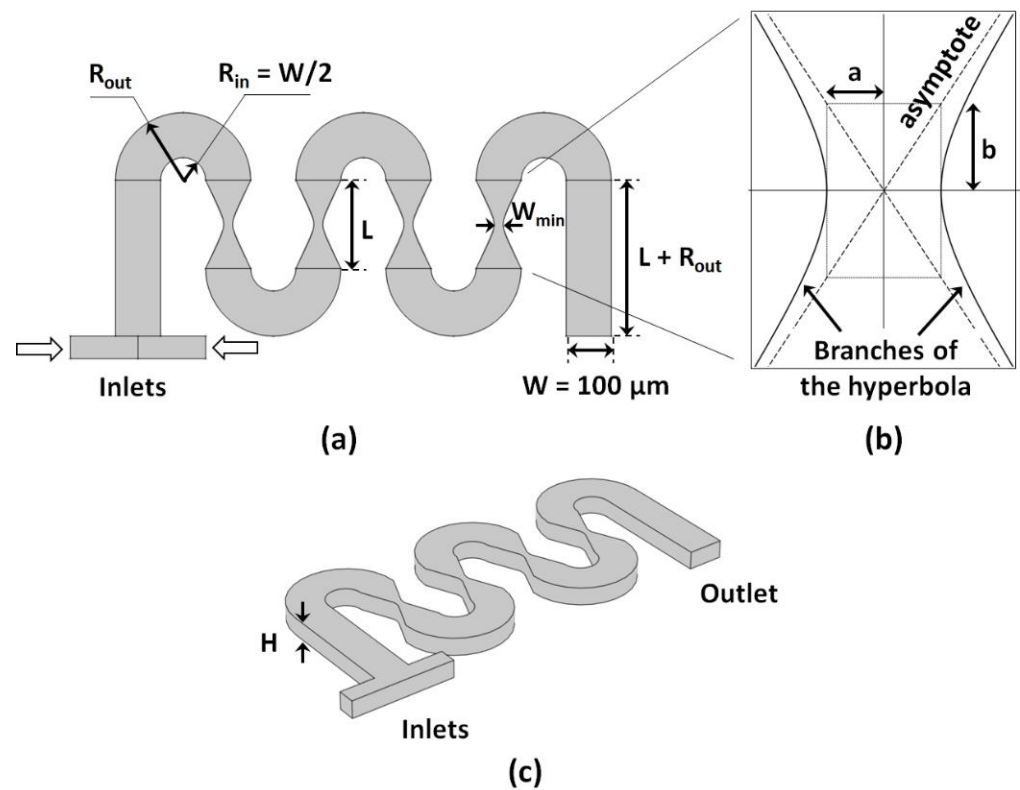 R_out
R_in = W/2
L
W_min
L + R_out
W = 100 µm
Inlets
(a)
a
asymptote
b
Branches of
the hyperbola
(b)
H
Inlets
Outlet
(c)